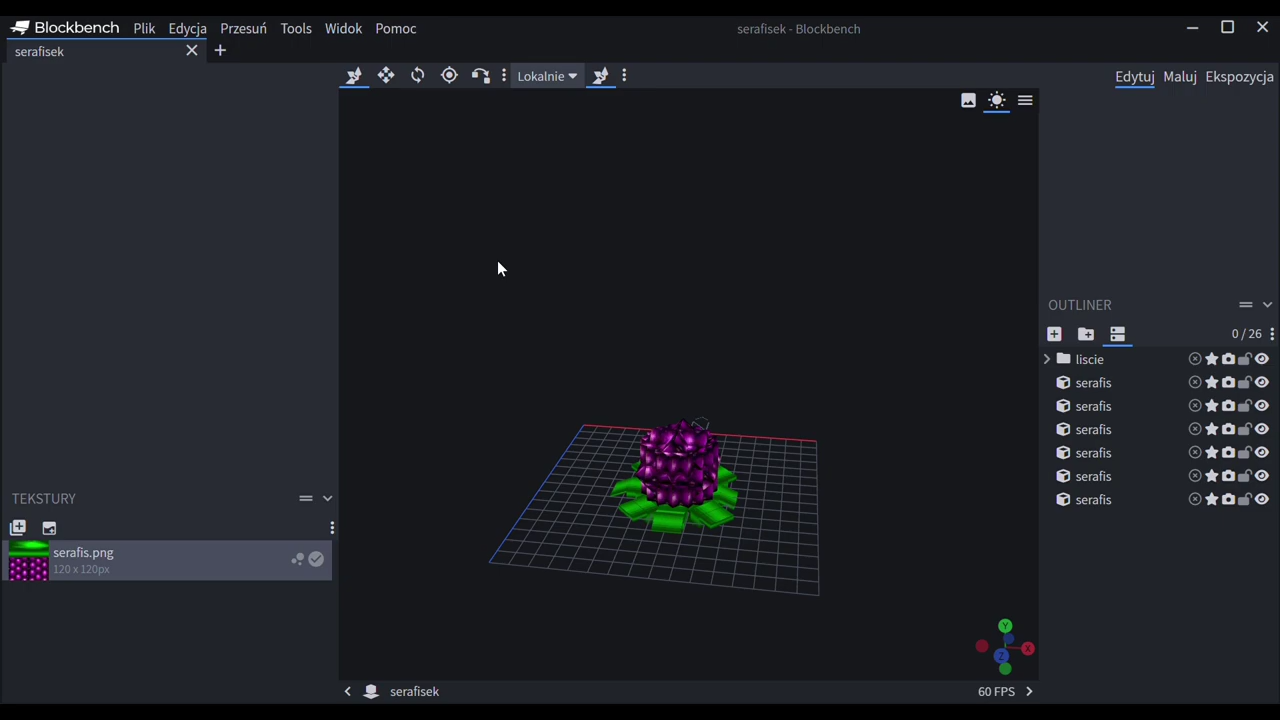 Blockbench Plik Edycja Przesuń Tools Widok Pomoc serafisek - Blockbench
serafisek
Lokalnie Edytuj Maluj Ekspozycja
OUTLINER
0 / 26
liscie
serafis
serafis
serafis
serafis
serafis
serafis
TEKSTURY
serafis.png
120 x 120px
Y
X
Z
serafisek 60 FPS